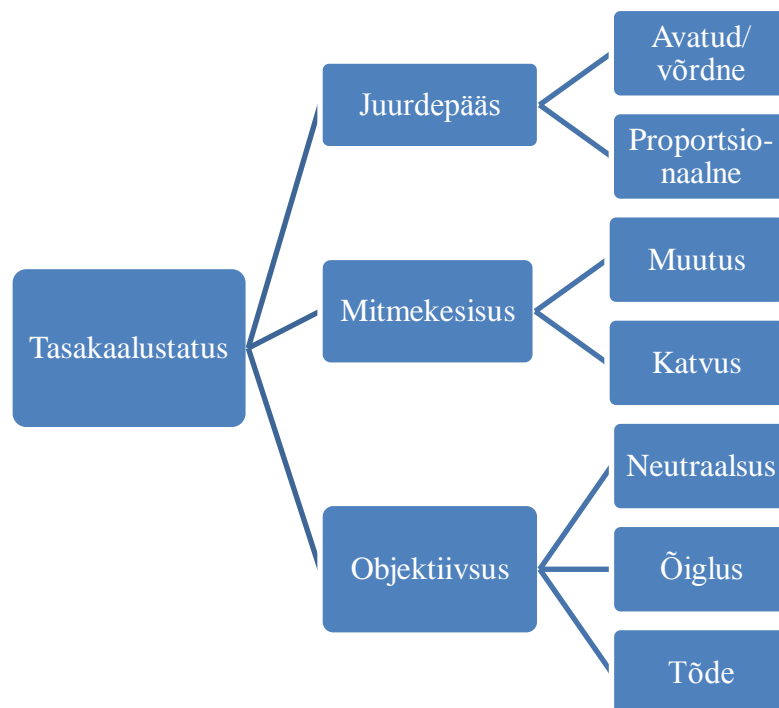 Tasakaalustatus
Juurdepääs
Avatud/
võrdne
Proportsio-
naalne
Mitmekesisus
Muutus
Katvus
Objektiivsus
Neutraalsus
Õiglus
Tõde